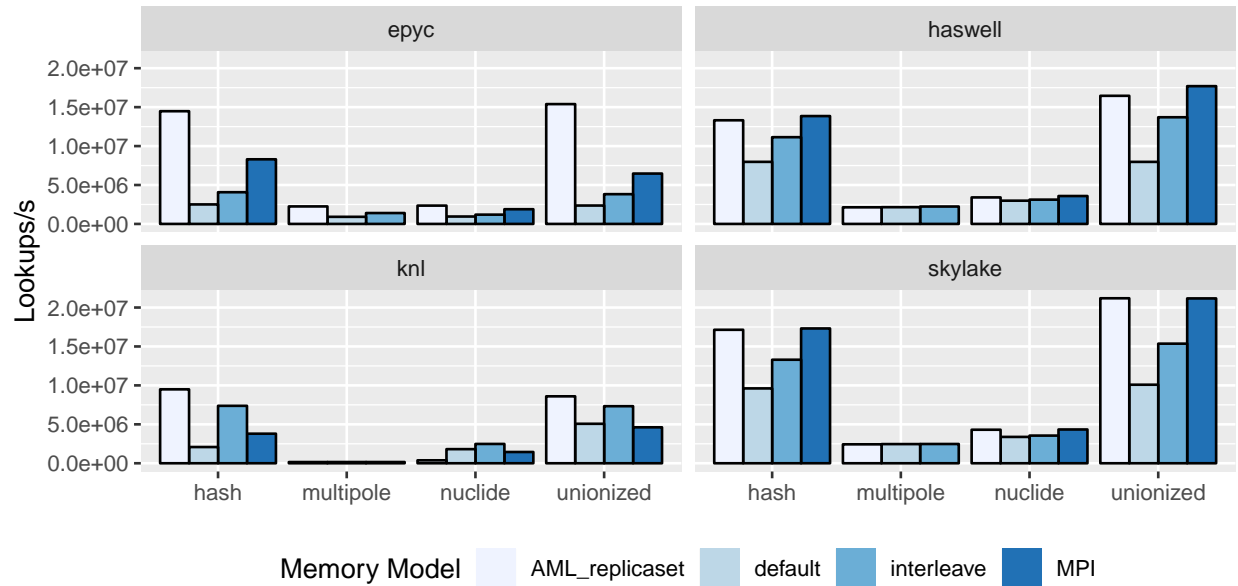 epyc
haswell
2.0e+07
1.5e+07
1.0e+07
5.0e+06
0.0e+00
knl
skylake
2.0e+07
1.5e+07
1.0e+07
5.0e+06
0.0e+00
Lookups/s
hash multipole nuclide unionized
hash multipole nuclide unionized
Memory Model AML_replicaset default interleave MPI